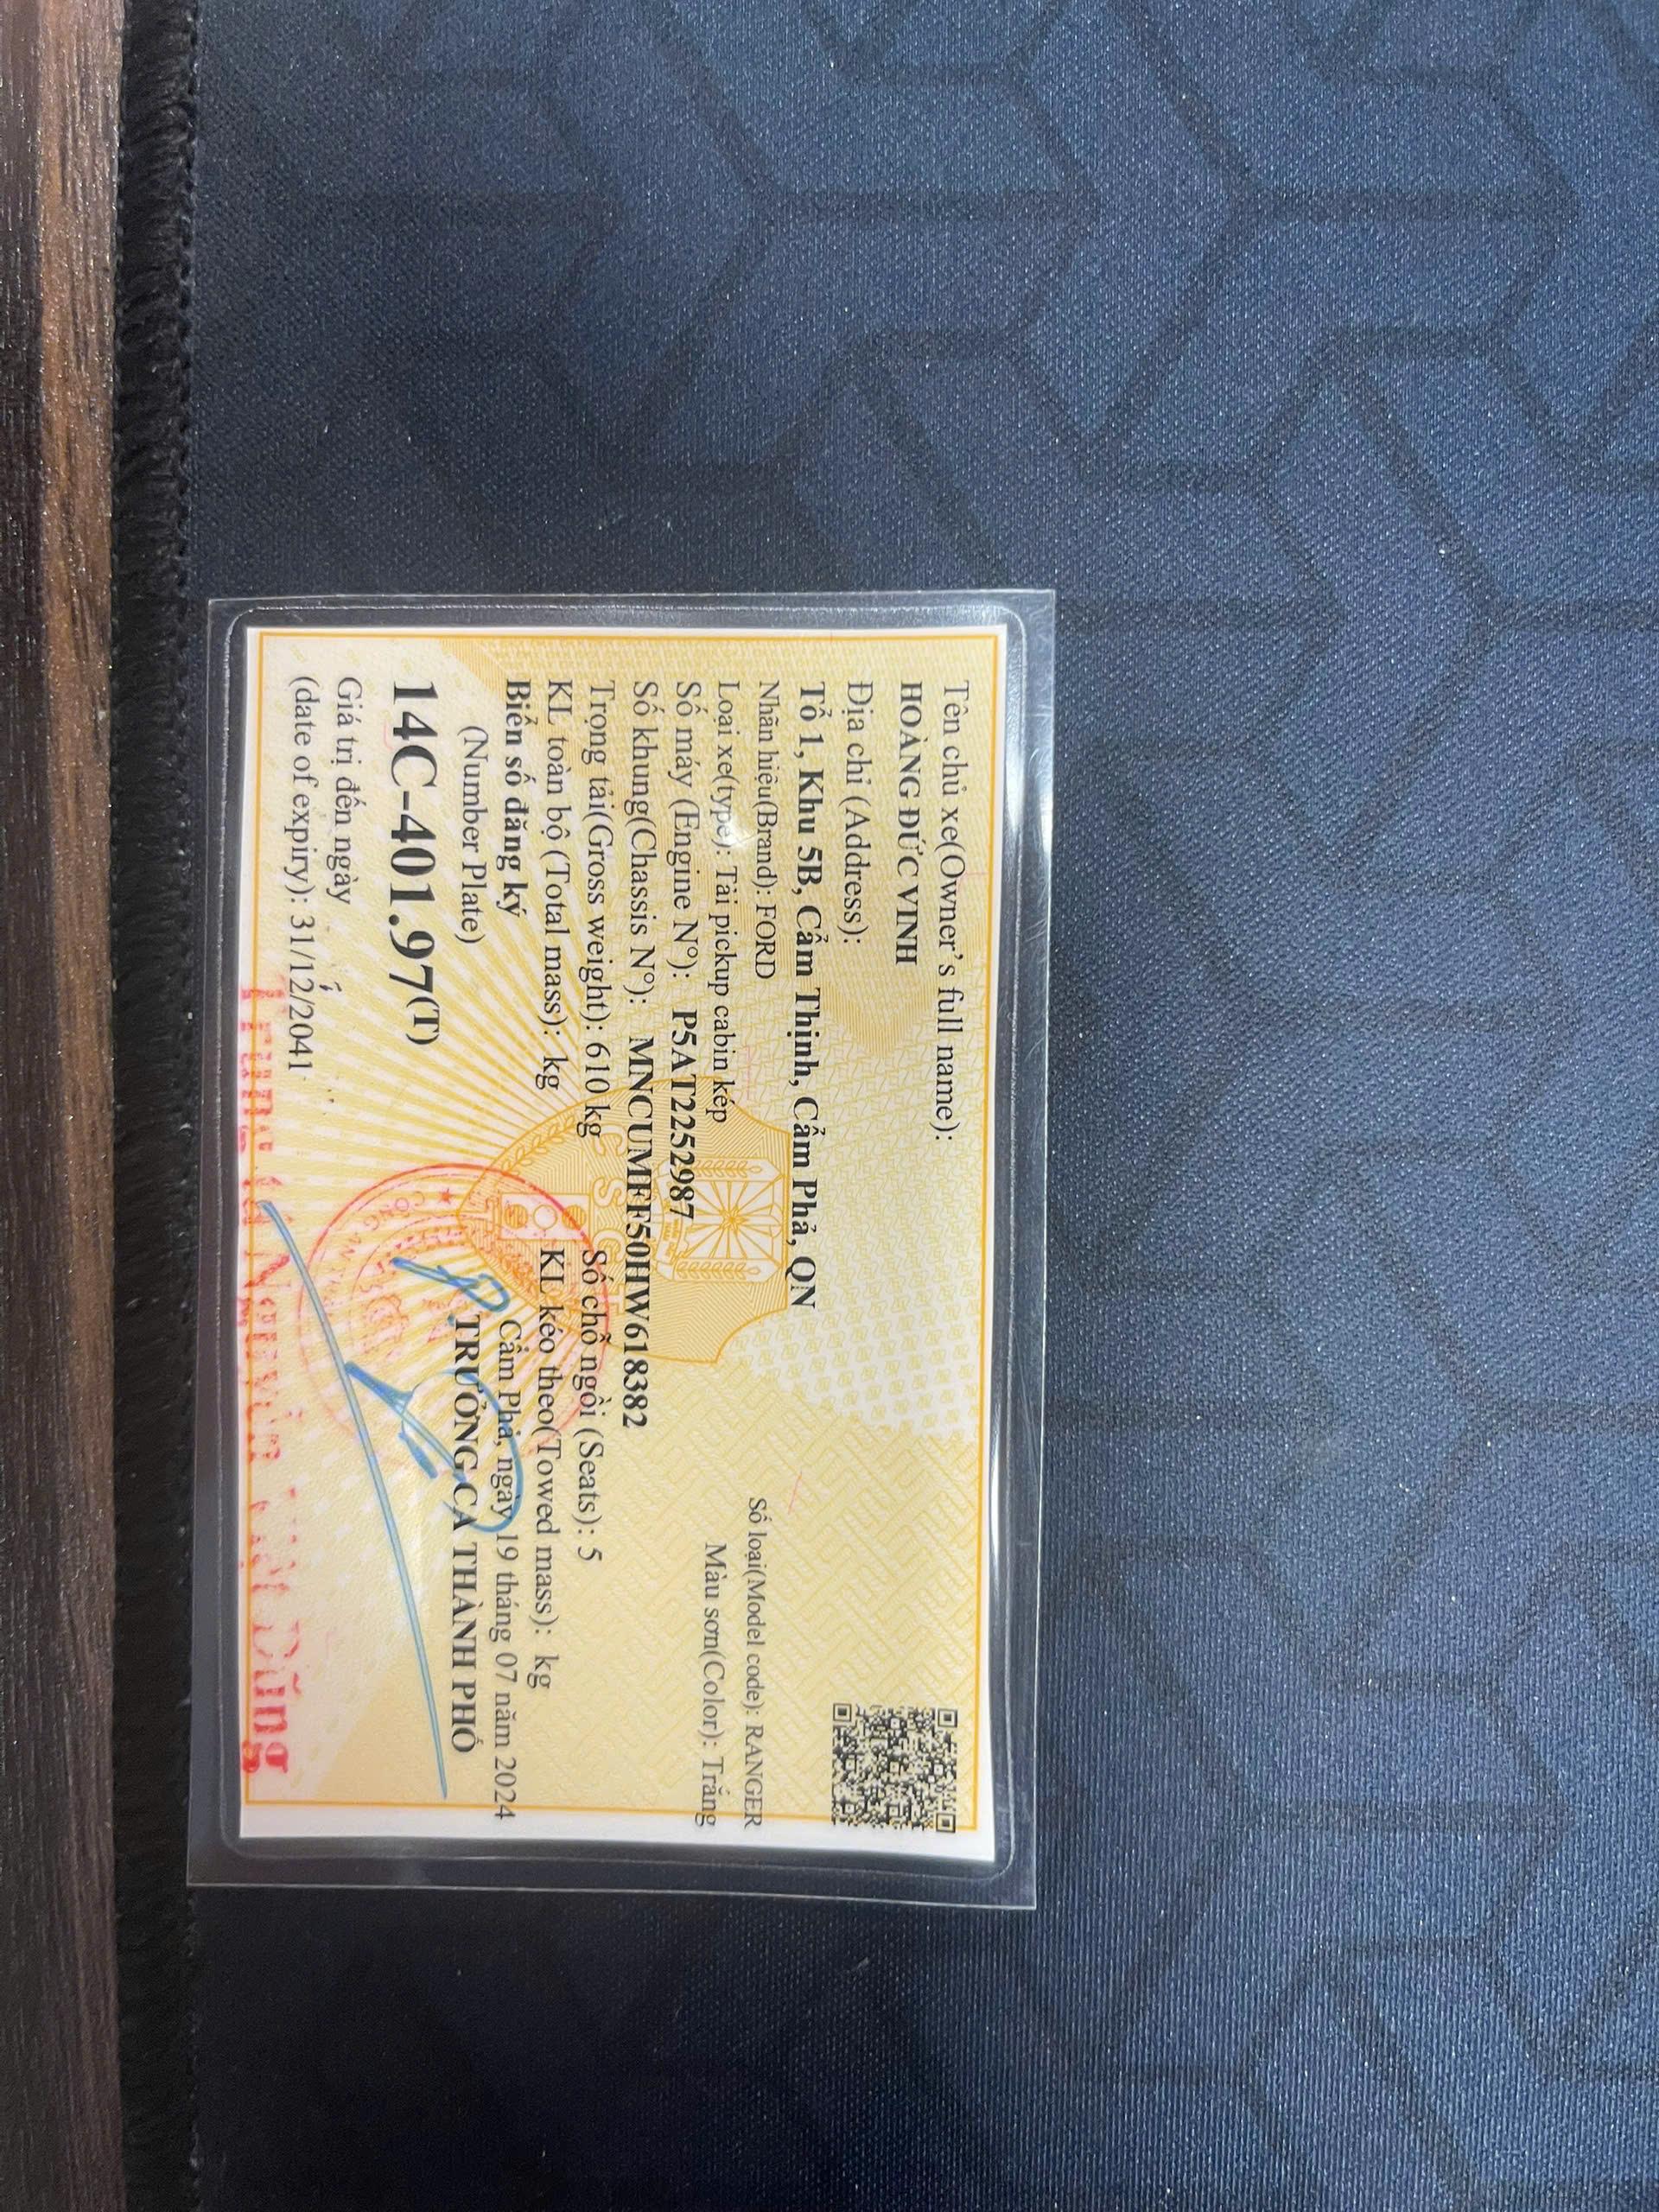 Tên chủ xe(Owner's full name):
HOÀNG ĐỨC VINH
Địa chỉ (Address):
Tổ 1, Khu 5B, Cẩm Thịnh, Cẩm Phả, QN
Nhãn hiệu(Brand): FORD Số loại(Model code): RANGER
Loại xe(type): Tải pickup cabin kép Màu sơn(Color): Trắng
Số máy (Engine N°): P5AT2252987
Số khung(Chassis N°): MNCUMFF50HW618382
Trọng tải(Gross weight): 610 kg Số chỗ ngồi (Seats): 5
KL toàn bộ (Total mass): kg KL kéo theo(Towed mass): kg
Biển số đăng ký Cẩm Phả, ngày 19 tháng 07 năm 2024
(Number Plate) TRƯỞNG CA THÀNH PHỐ
14C-401.97(T)
Giá trị đến ngày
(date of expiry): 31/12/2041
Trung tá Nguyễn Việt Dũng